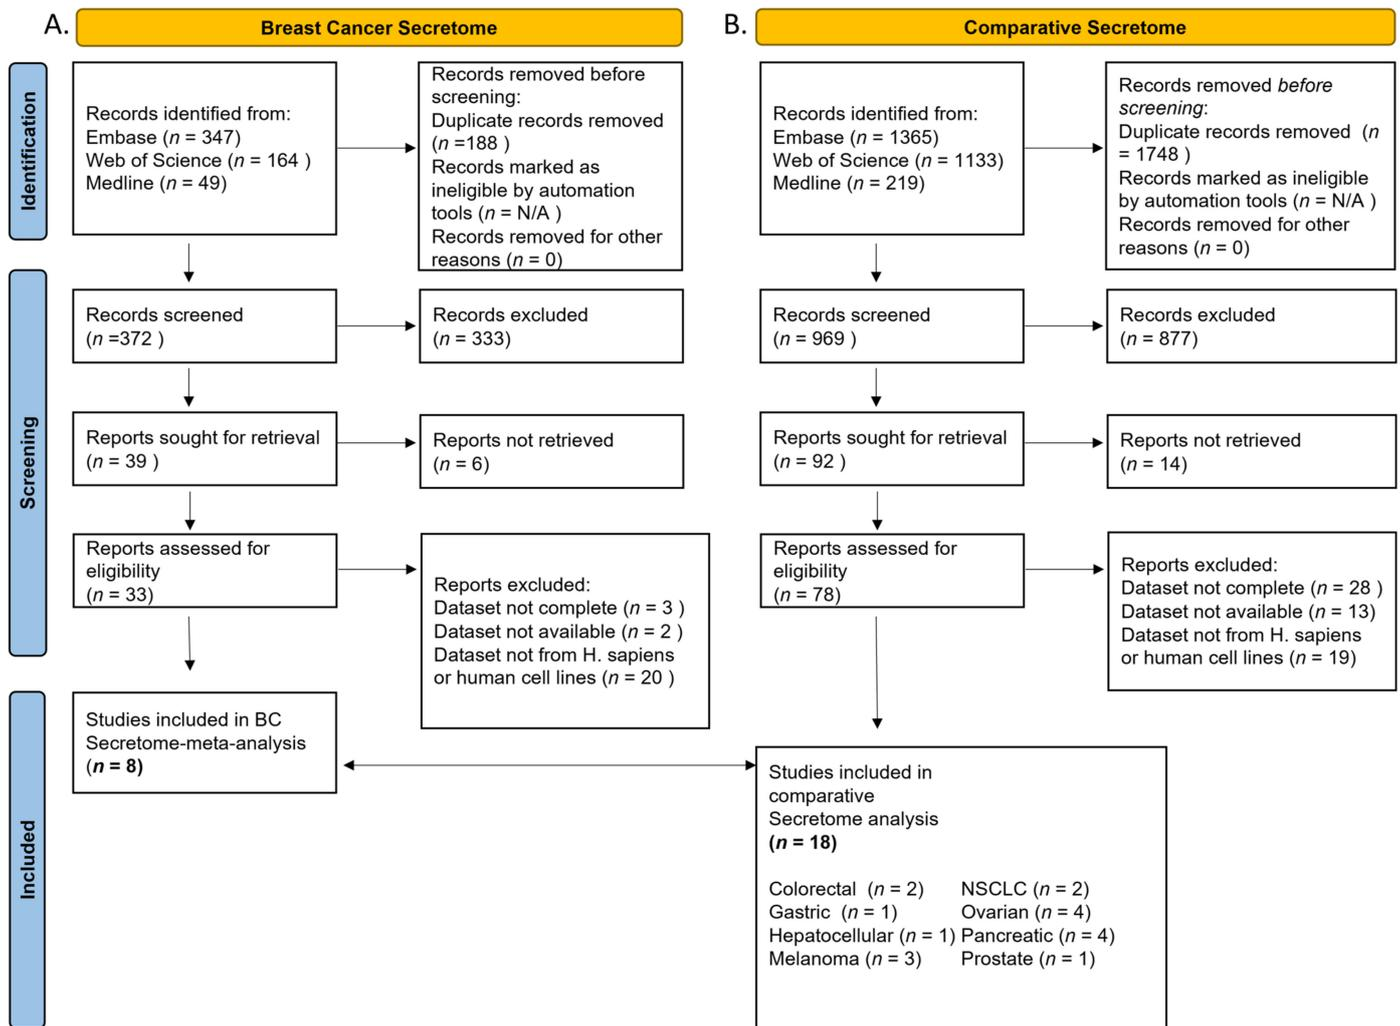 A.
Breast Cancer Secretome
Identification
Records identified from:
Embase (n = 347)
Web of Science (n = 164 )
Medline (n = 49)
Records removed before
screening:
Duplicate records removed
(n =188 )
Records marked as
ineligible by automation
tools (n = N/A )
Records removed for other
reasons (n = 0)
Screening
Records screened
(n =372 )
Records excluded
(n = 333)
Reports sought for retrieval
(n = 39 )
Reports not retrieved
(n = 6)
Reports assessed for
eligibility
(n = 33)
Reports excluded:
Dataset not complete (n = 3 )
Dataset not available (n = 2 )
Dataset not from H. sapiens
or human cell lines (n = 20 )
Included
Studies included in BC
Secretome-meta-analysis
(n = 8)
B.
Comparative Secretome
Records identified from:
Embase (n = 1365)
Web of Science (n = 1133)
Medline (n = 219)
Records removed before
screening:
Duplicate records removed (n
= 1748 )
Records marked as ineligible
by automation tools (n = N/A )
Records removed for other
reasons (n = 0)
Records screened
(n = 969 )
Records excluded
(n = 877)
Reports sought for retrieval
(n = 92 )
Reports not retrieved
(n = 14)
Reports assessed for
eligibility
(n = 78)
Reports excluded:
Dataset not complete (n = 28 )
Dataset not available (n = 13)
Dataset not from H. sapiens
or human cell lines (n = 19)
Studies included in
comparative
Secretome analysis
(n = 18)
Colorectal (n = 2) NSCLC (n = 2)
Gastric (n = 1) Ovarian (n = 4)
Hepatocellular (n = 1) Pancreatic (n = 4)
Melanoma (n = 3) Prostate (n = 1)